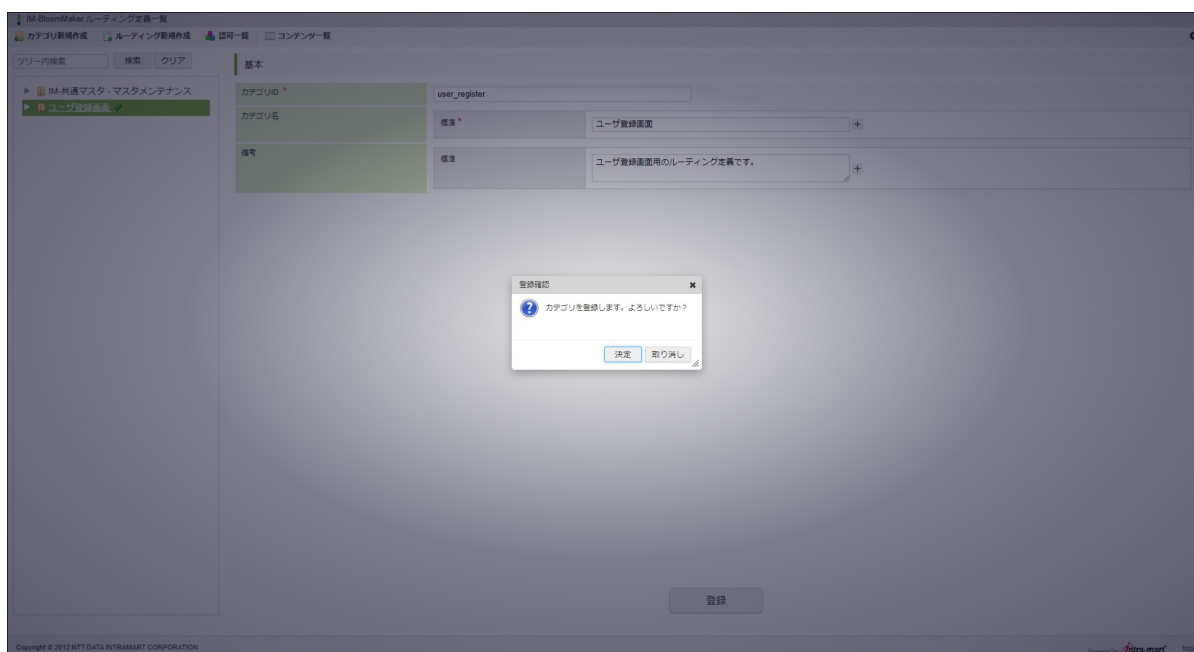 IM-BloomMaker ルーティング定義一覧
カテゴリ新規作成 ルーティング新規作成 認可一覧 コンテンツ一覧
ツリー内検索 検索 クリア
基本
IM-共通マスタ - マスタメンテナンス
ユーザ登録画面
カテゴリID *
user_register
カテゴリ名
標準 *
ユーザ登録画面
備考
標準
ユーザ登録画面用のルーティング定義です。
登録確認
カテゴリを登録します。よろしいですか？
決定 取り消し
登録
Copyright © 2012 NTT DATA INTRAMART CORPORATION
Powered by intra-mart top